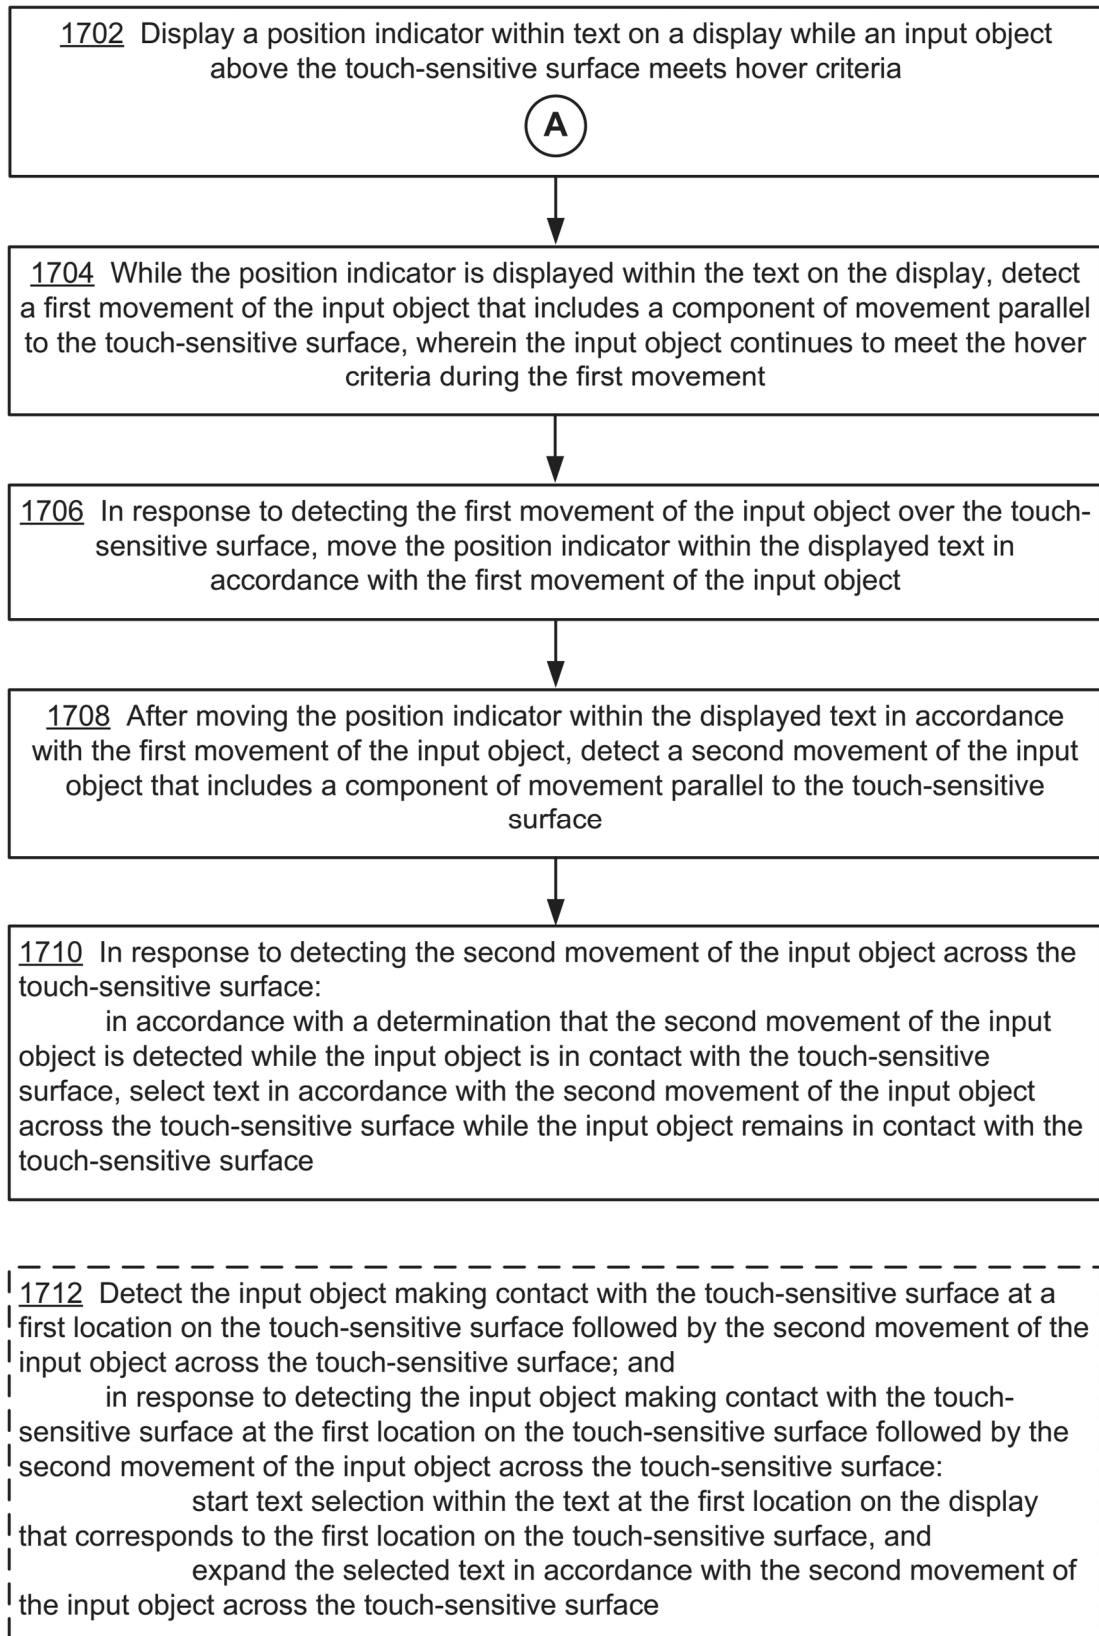 1702 Display a position indicator within text on a display while an input object
above the touch-sensitive surface meets hover criteria
A
1704 While the position indicator is displayed within the text on the display, detect
a first movement of the input object that includes a component of movement parallel
to the touch-sensitive surface, wherein the input object continues to meet the hover
criteria during the first movement
1706 In response to detecting the first movement of the input object over the touch-
sensitive surface, move the position indicator within the displayed text in
accordance with the first movement of the input object
1708 After moving the position indicator within the displayed text in accordance
with the first movement of the input object, detect a second movement of the input
object that includes a component of movement parallel to the touch-sensitive
surface
1710 In response to detecting the second movement of the input object across the
touch-sensitive surface:
in accordance with a determination that the second movement of the input
object is detected while the input object is in contact with the touch-sensitive
surface, select text in accordance with the second movement of the input object
across the touch-sensitive surface while the input object remains in contact with the
touch-sensitive surface
1712 Detect the input object making contact with the touch-sensitive surface at a
first location on the touch-sensitive surface followed by the second movement of the
input object across the touch-sensitive surface; and
in response to detecting the input object making contact with the touch-
sensitive surface at the first location on the touch-sensitive surface followed by the
second movement of the input object across the touch-sensitive surface:
start text selection within the text at the first location on the display
that corresponds to the first location on the touch-sensitive surface, and
expand the selected text in accordance with the second movement of
the input object across the touch-sensitive surface